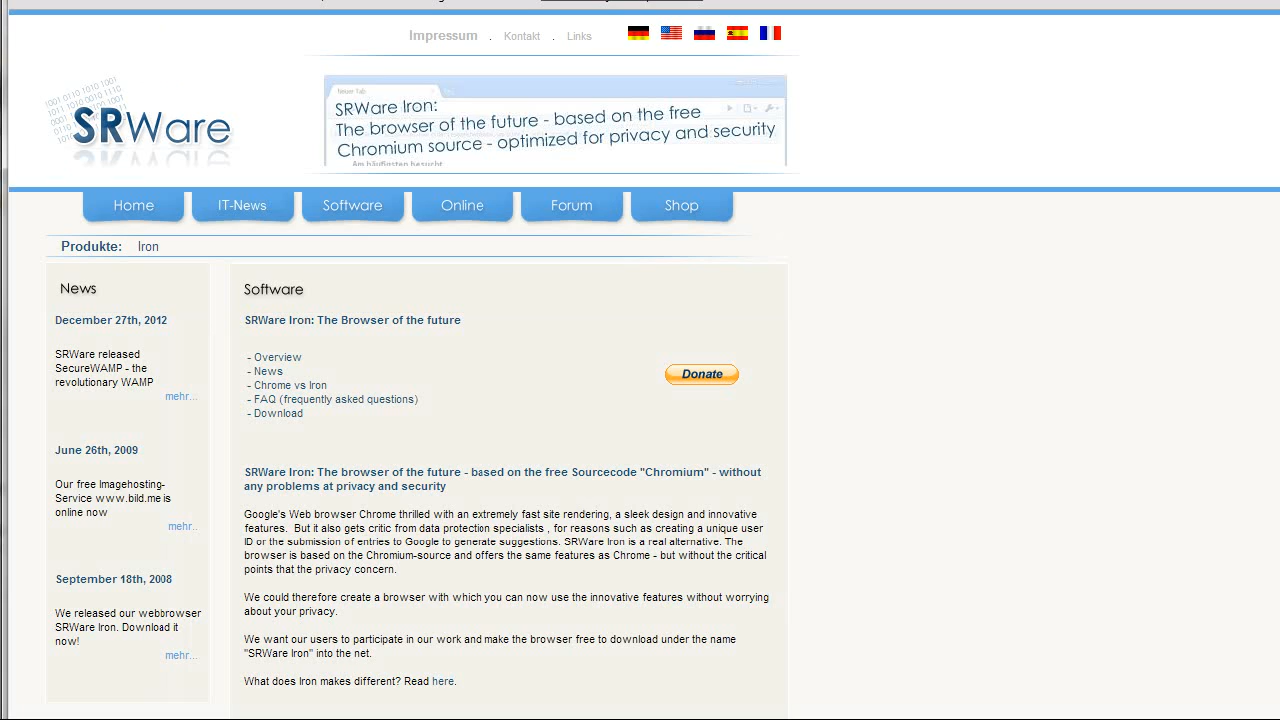 Impressum . Kontakt . Links
1001 0110 1010 1001
SRWare
Neuer Tab
SRWare Iron:
The browser of the future - based on the free
Chromium source - optimized for privacy and security
Am häufigsten besucht
Home IT-News Software Online Forum Shop
Produkte: Iron
News
December 27th, 2012
SRWare released
SecureWAMP - the
revolutionary WAMP
mehr...
June 26th, 2009
Our free Imagehosting-
Service www.bild.me is
online now
mehr..
September 18th, 2008
We released our webbrowser
SRWare Iron. Download it
now!
mehr...
Software
SRWare Iron: The Browser of the future
- Overview
- News
- Chrome vs Iron
- FAQ (frequently asked questions)
- Download
Donate
SRWare Iron: The browser of the future - based on the free Sourcecode "Chromium" - without
any problems at privacy and security
Google's Web browser Chrome thrilled with an extremely fast site rendering, a sleek design and innovative
features. But it also gets critic from data protection specialists , for reasons such as creating a unique user
ID or the submission of entries to Google to generate suggestions. SRWare Iron is a real alternative. The
browser is based on the Chromium-source and offers the same features as Chrome - but without the critical
points that the privacy concern.
We could therefore create a browser with which you can now use the innovative features without worrying
about your privacy.
We want our users to participate in our work and make the browser free to download under the name
"SRWare Iron" into the net.
What does Iron makes different? Read here.